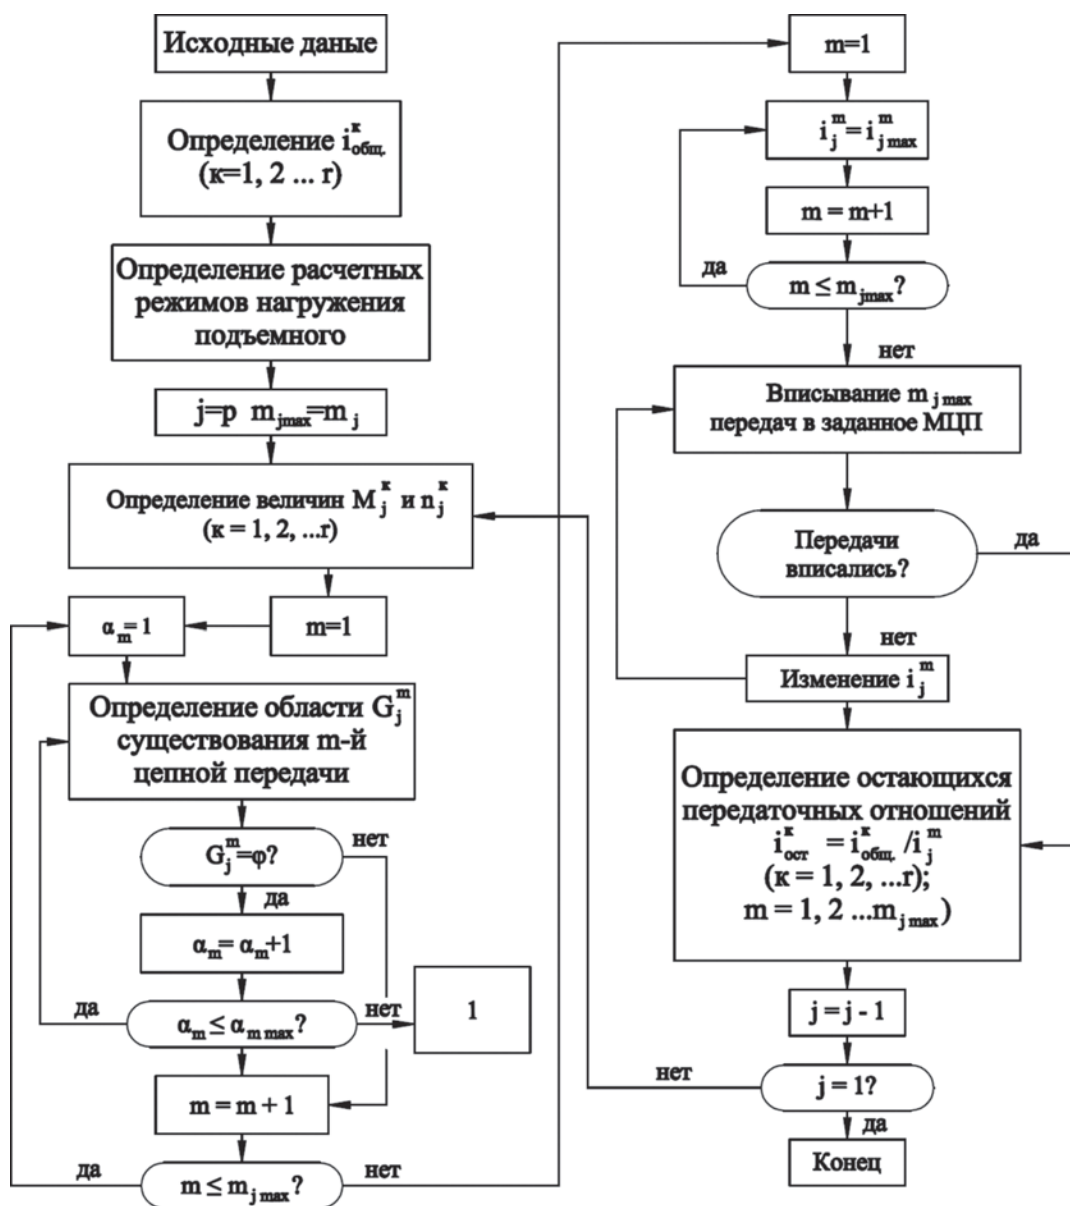 Исходные даные
Определение i^к_общ.
(к=1, 2 ... r)
Определение расчетных
режимов нагружения
подъемного
j=p m_jmax=m_j
Определение величин M^к_j и n^к_j
(к = 1, 2, ...r)
m=1
α_m= 1
Определение области G^m_j
существования m-й
цепной передачи
G^m_j=φ?
нет
да
α_m= α_m+1
α_m ≤ α_m max?
да
нет
1
m = m + 1
m ≤ m_j max?
да
нет
m=1
i^m_j= i^m_j max
m = m+1
m ≤ m_jmax?
да
нет
Вписывание m_j max
передач в заданное МЦП
Передачи
вписались?
да
нет
Изменение i^m_j
Определение остающихся
передаточных отношений
i^к_ост = i^к_общ. /i^m_j
(к = 1, 2, ...r);
m = 1, 2 ...m_j max)
j = j - 1
j = 1?
нет
да
Конец